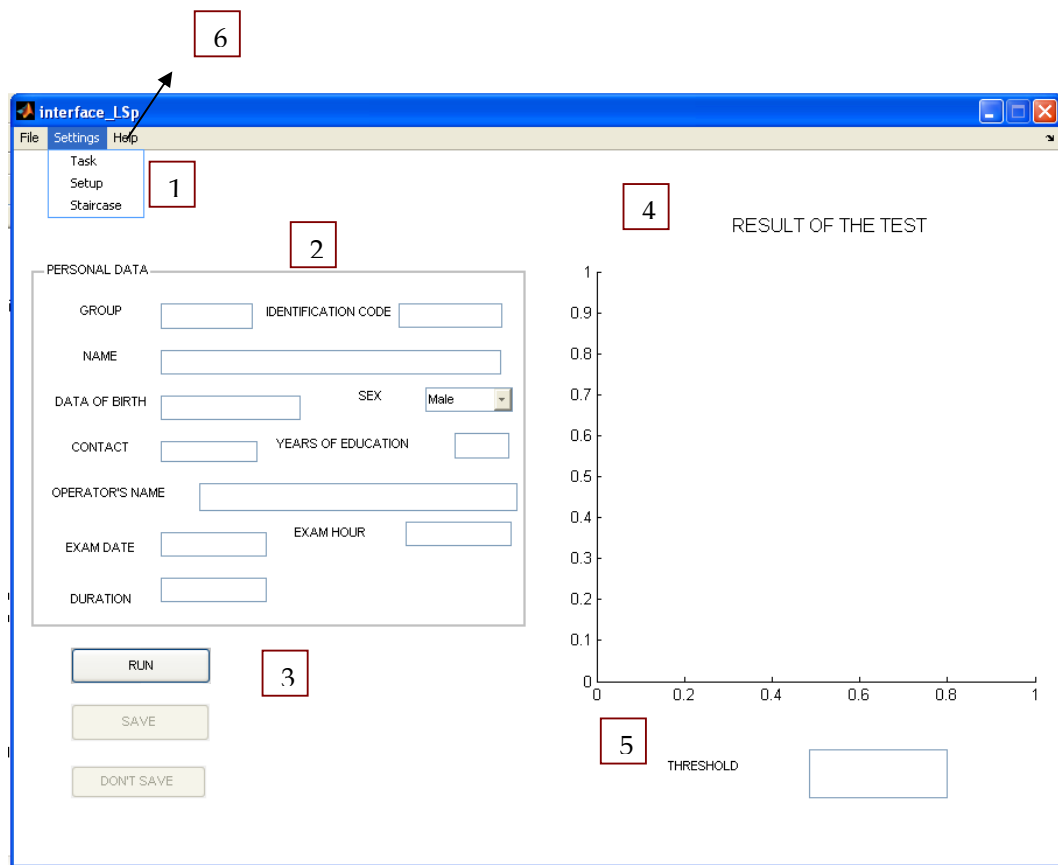 6
interface_LSp
File Settings Help
Task
Setup
Staircase
1
2
PERSONAL DATA
GROUP IDENTIFICATION CODE
NAME
DATA OF BIRTH SEX Male
CONTACT YEARS OF EDUCATION
OPERATOR'S NAME
EXAM DATE EXAM HOUR
DURATION
RUN
3
SAVE
DON'T SAVE
4
RESULT OF THE TEST
1
0.9
0.8
0.7
0.6
0.5
0.4
0.3
0.2
0.1
0
0 0.2 0.4 0.6 0.8 1
5
THRESHOLD